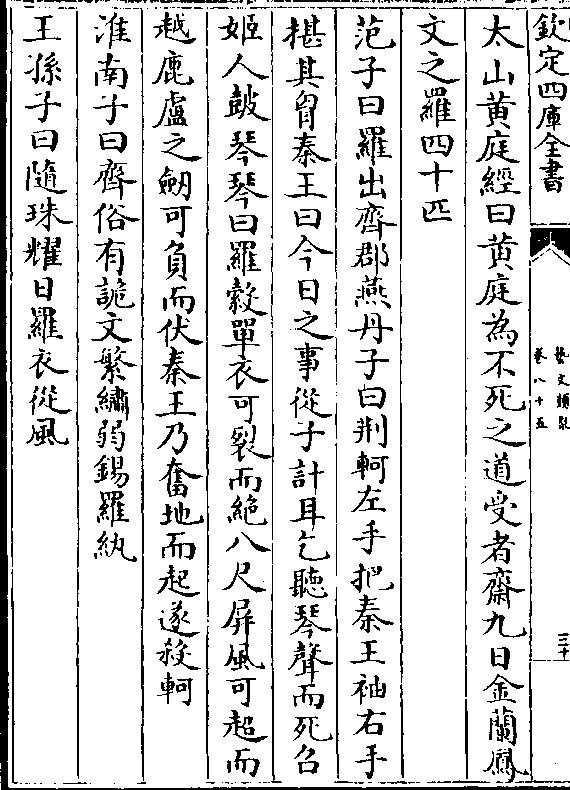 欽定四庫全書
藝文類聚
卷八十五
三十
太山黃庭經曰黃庭為不死之道受者齋九日金蘭鳳
文之羅四十匹
范子曰羅出齊郡燕丹子曰荆軻左手把秦王袖右手
揕其胷秦王曰今日之事從子計耳乞聽琴聲而死召
姬人鼓琴琴曰羅縠單衣可裂而絶八尺屏風可超而
越鹿盧之劒可負而伏秦王乃奮地而起遂殺軻
淮南子曰齊俗有詭文繁繡弱錫羅紈
王孫子曰隨珠耀日羅衣從風